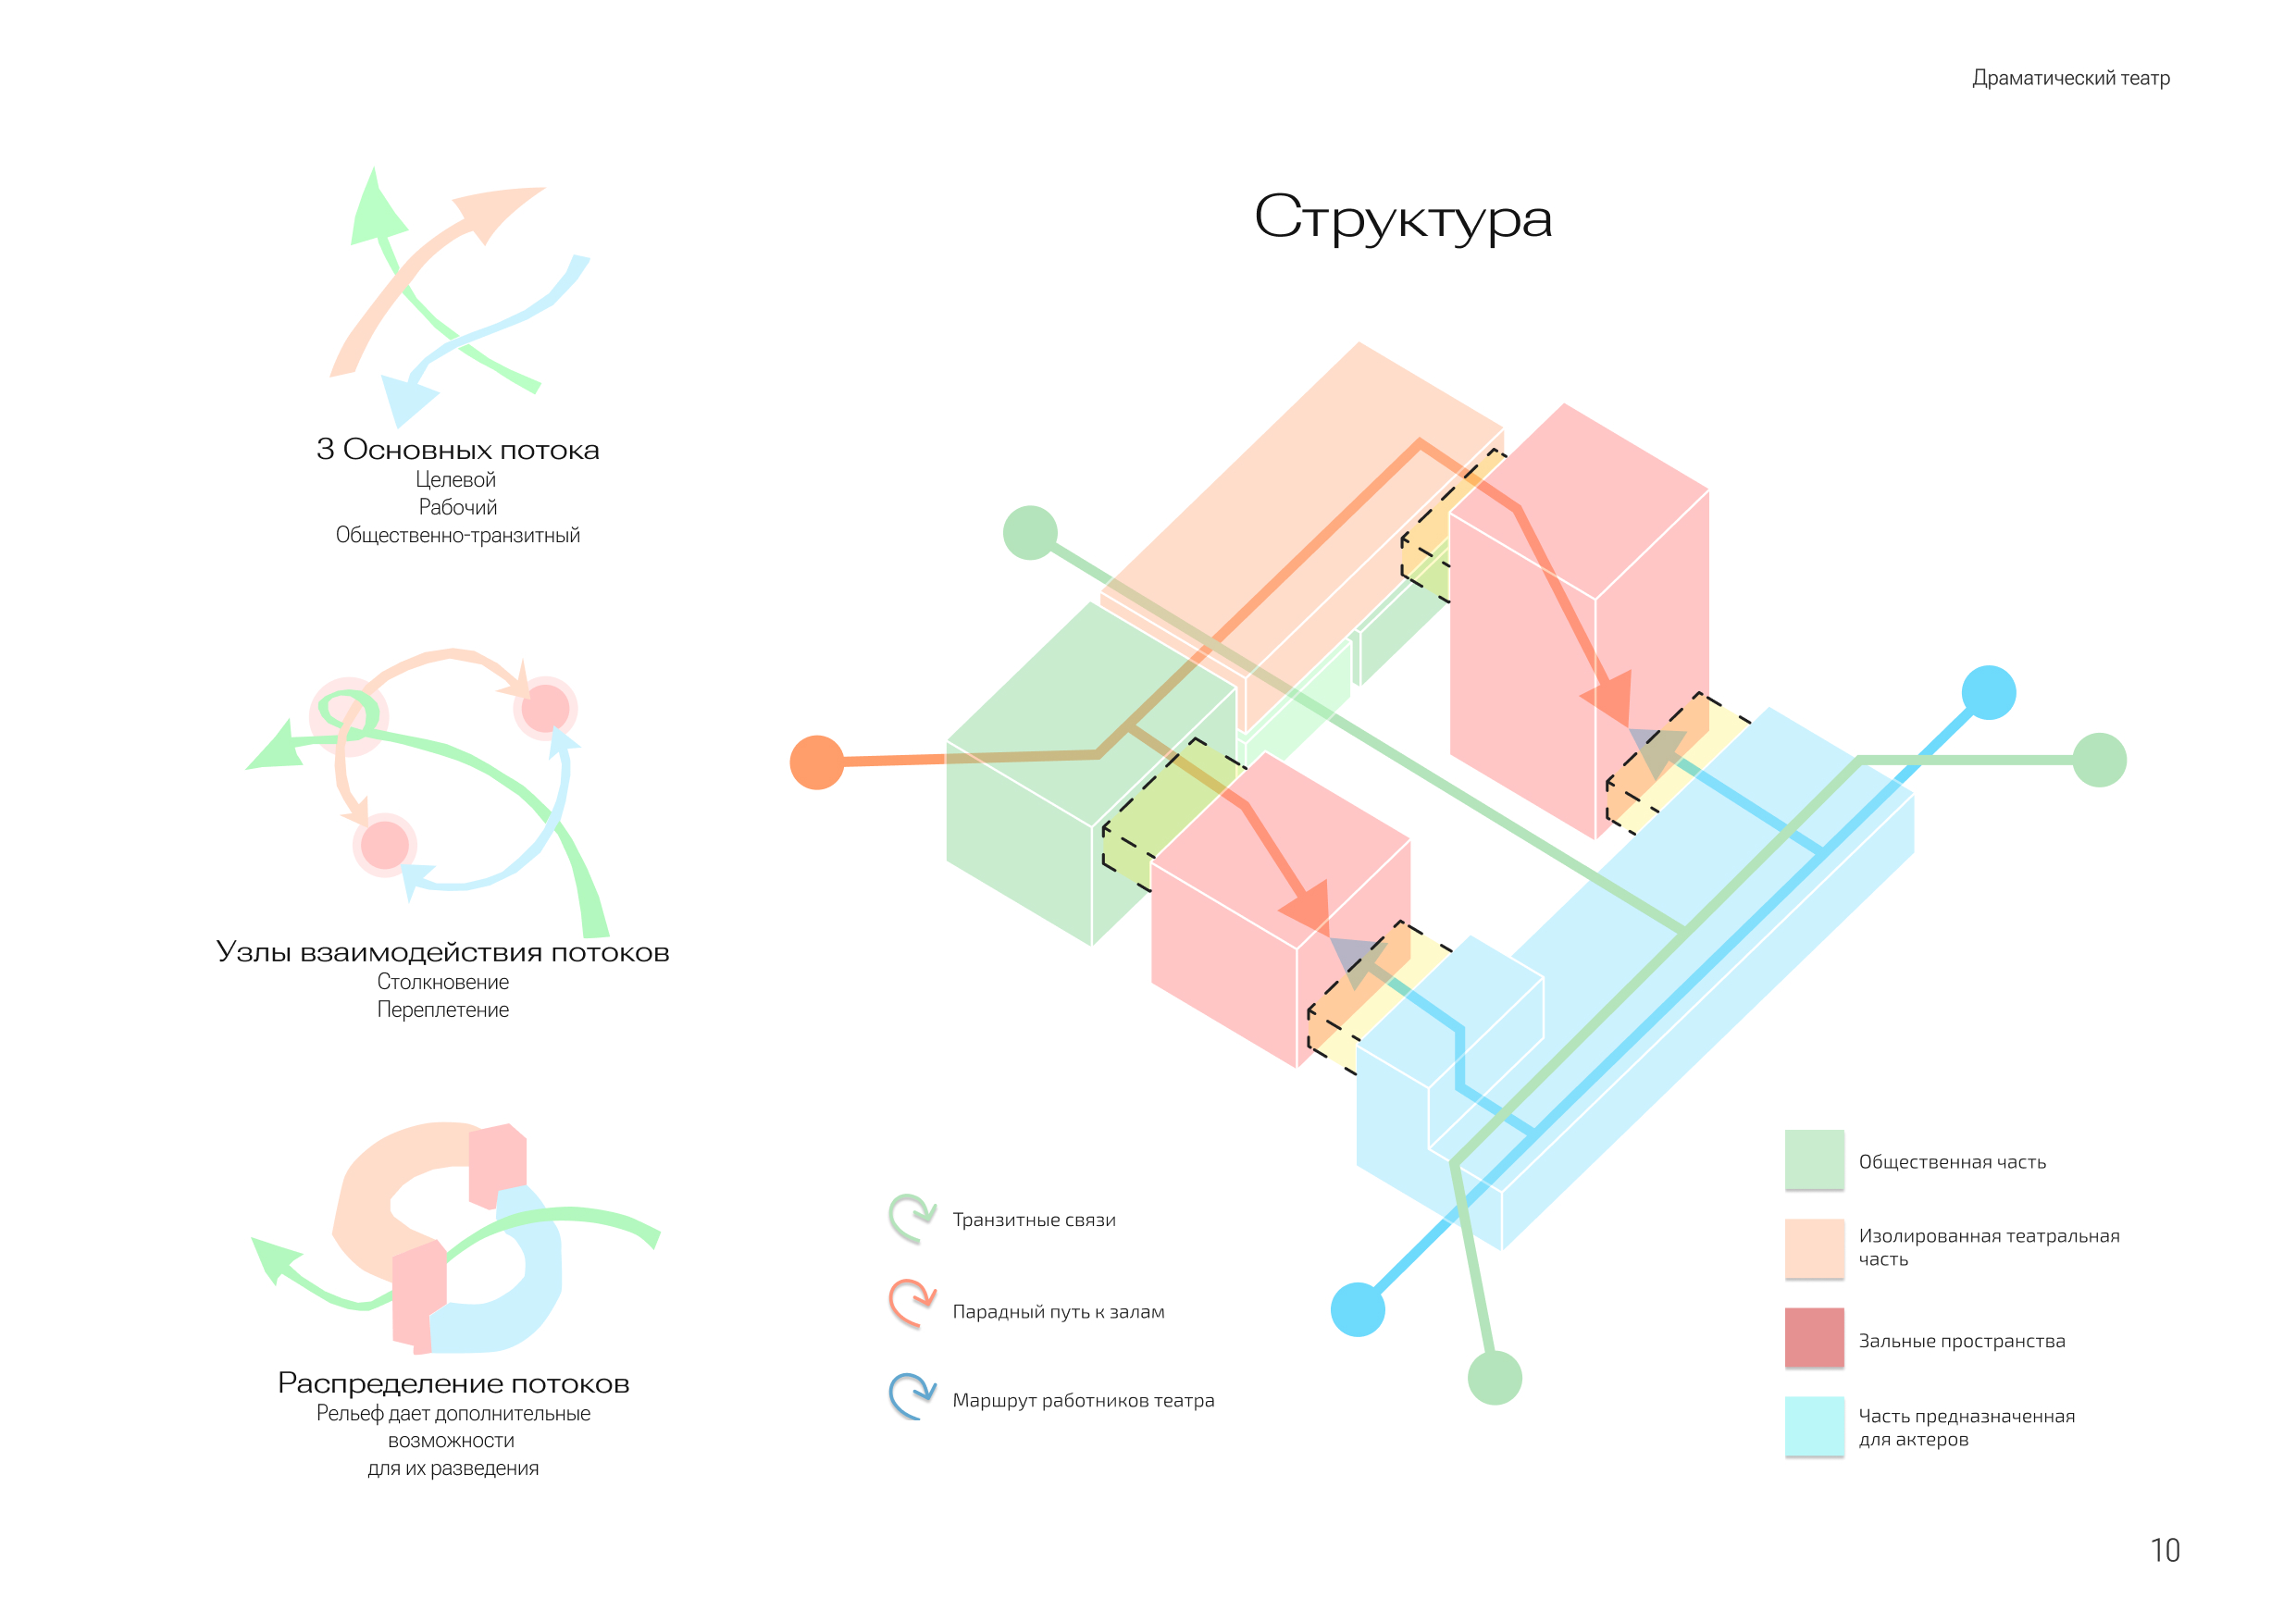 Драматический театр
Структура
3 Основных потока
Целевой
Рабочий
Общественно-транзитный
Узлы взаимодействия потоков
Столкновение
Переплетение
Распределение потоков
Рельеф дает дополнительные
возможности
для их разведения
Транзитные связи
Парадный путь к залам
Маршрут работников театра
Общественная часть
Изолированная театральная
часть
Зальные пространства
Часть предназначенная
для актеров
10